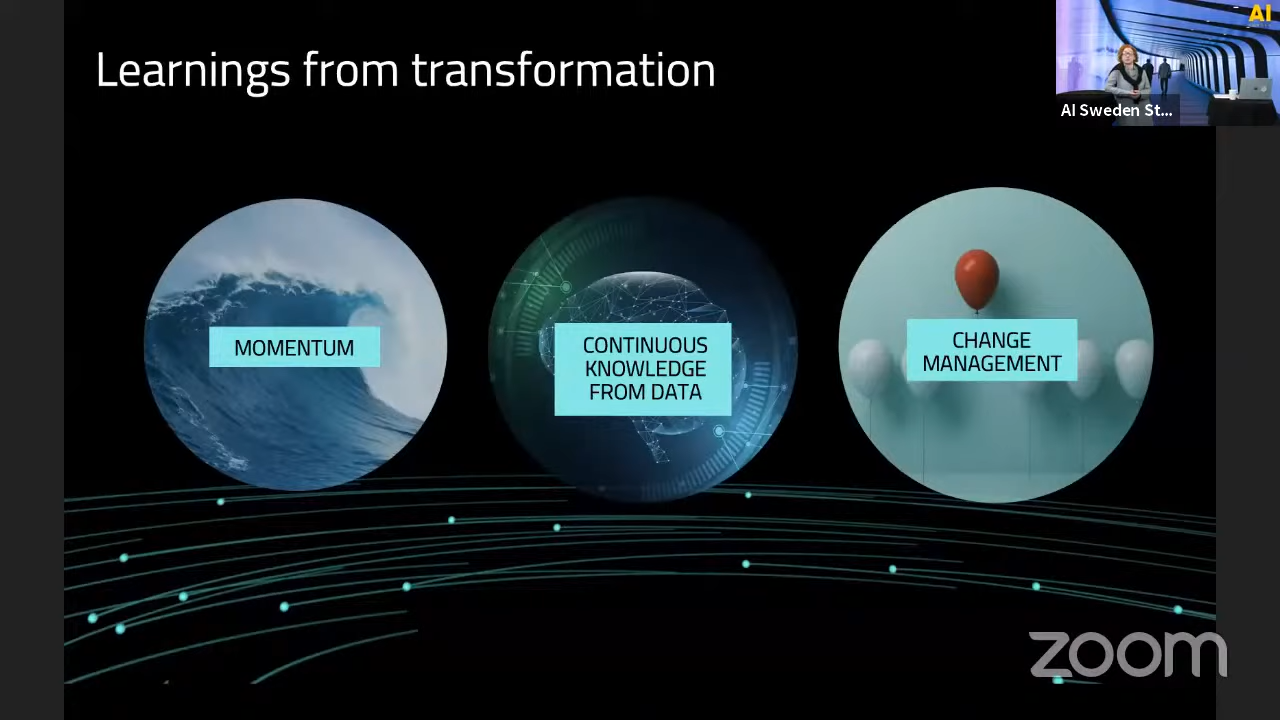 Learnings from transformation
AI
AI Sweden St...
MOMENTUM
CONTINUOUS
KNOWLEDGE
FROM DATA
CHANGE
MANAGEMENT
zoom